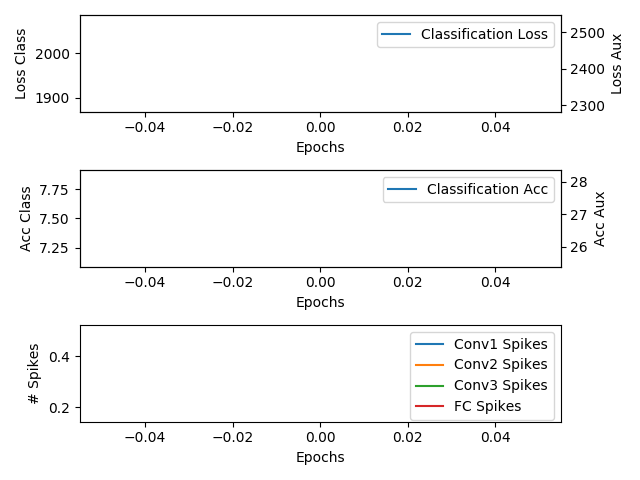 Classification Loss
Loss Class
2000
1900
2500
2400
2300
Loss Aux
−0.04 −0.02 0.00 0.02 0.04
Epochs
Classification Acc
Acc Class
7.75
7.50
7.25
28
27
26
Acc Aux
−0.04 −0.02 0.00 0.02 0.04
Epochs
# Spikes
0.4
0.2
Conv1 Spikes
Conv2 Spikes
Conv3 Spikes
FC Spikes
−0.04 −0.02 0.00 0.02 0.04
Epochs